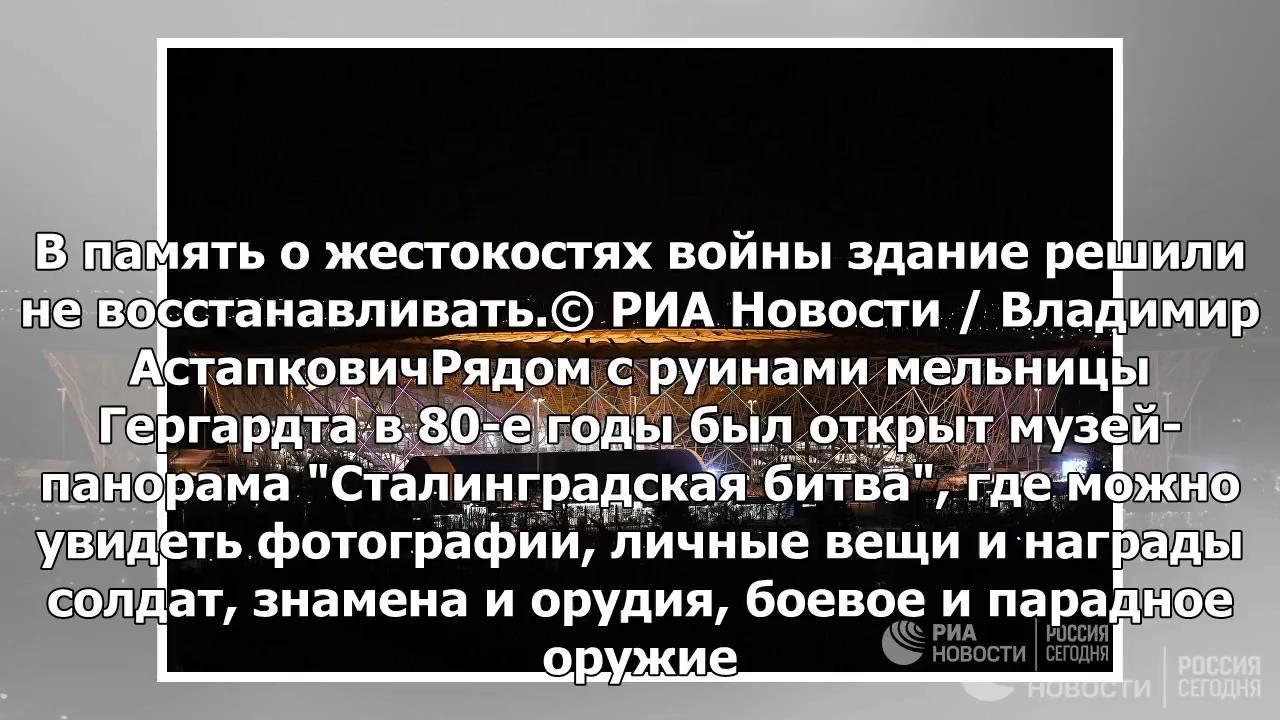 В память о жестокостях войны здание решили
не восстанавливать.© РИА Новости / Владимир
АстапковичРядом с руинами мельницы
Гергардта в 80-е годы был открыт музей-
панорама "Сталинградская битва", где можно
увидеть фотографии, личные вещи и награды
солдат, знамена и орудия, боевое и парадное
оружие
РИА
НОВОСТИ
РОССИЯ
СЕГОДНЯ
НОВОСТИ
РОССИЯ
СЕГОДНЯ